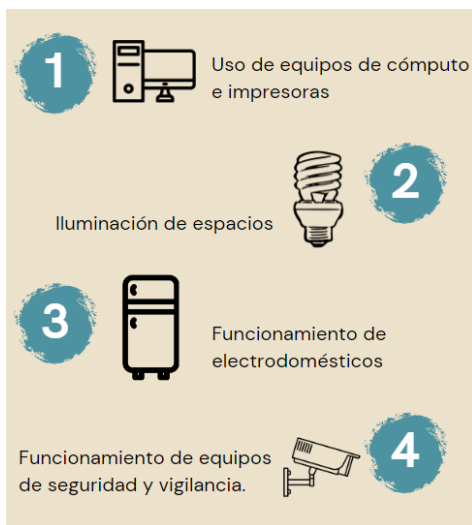 1
Uso de equipos de cómputo
e impresoras
2
Iluminación de espacios
3
Funcionamiento de
electrodomésticos
4
Funcionamiento de equipos
de seguridad y vigilancia.